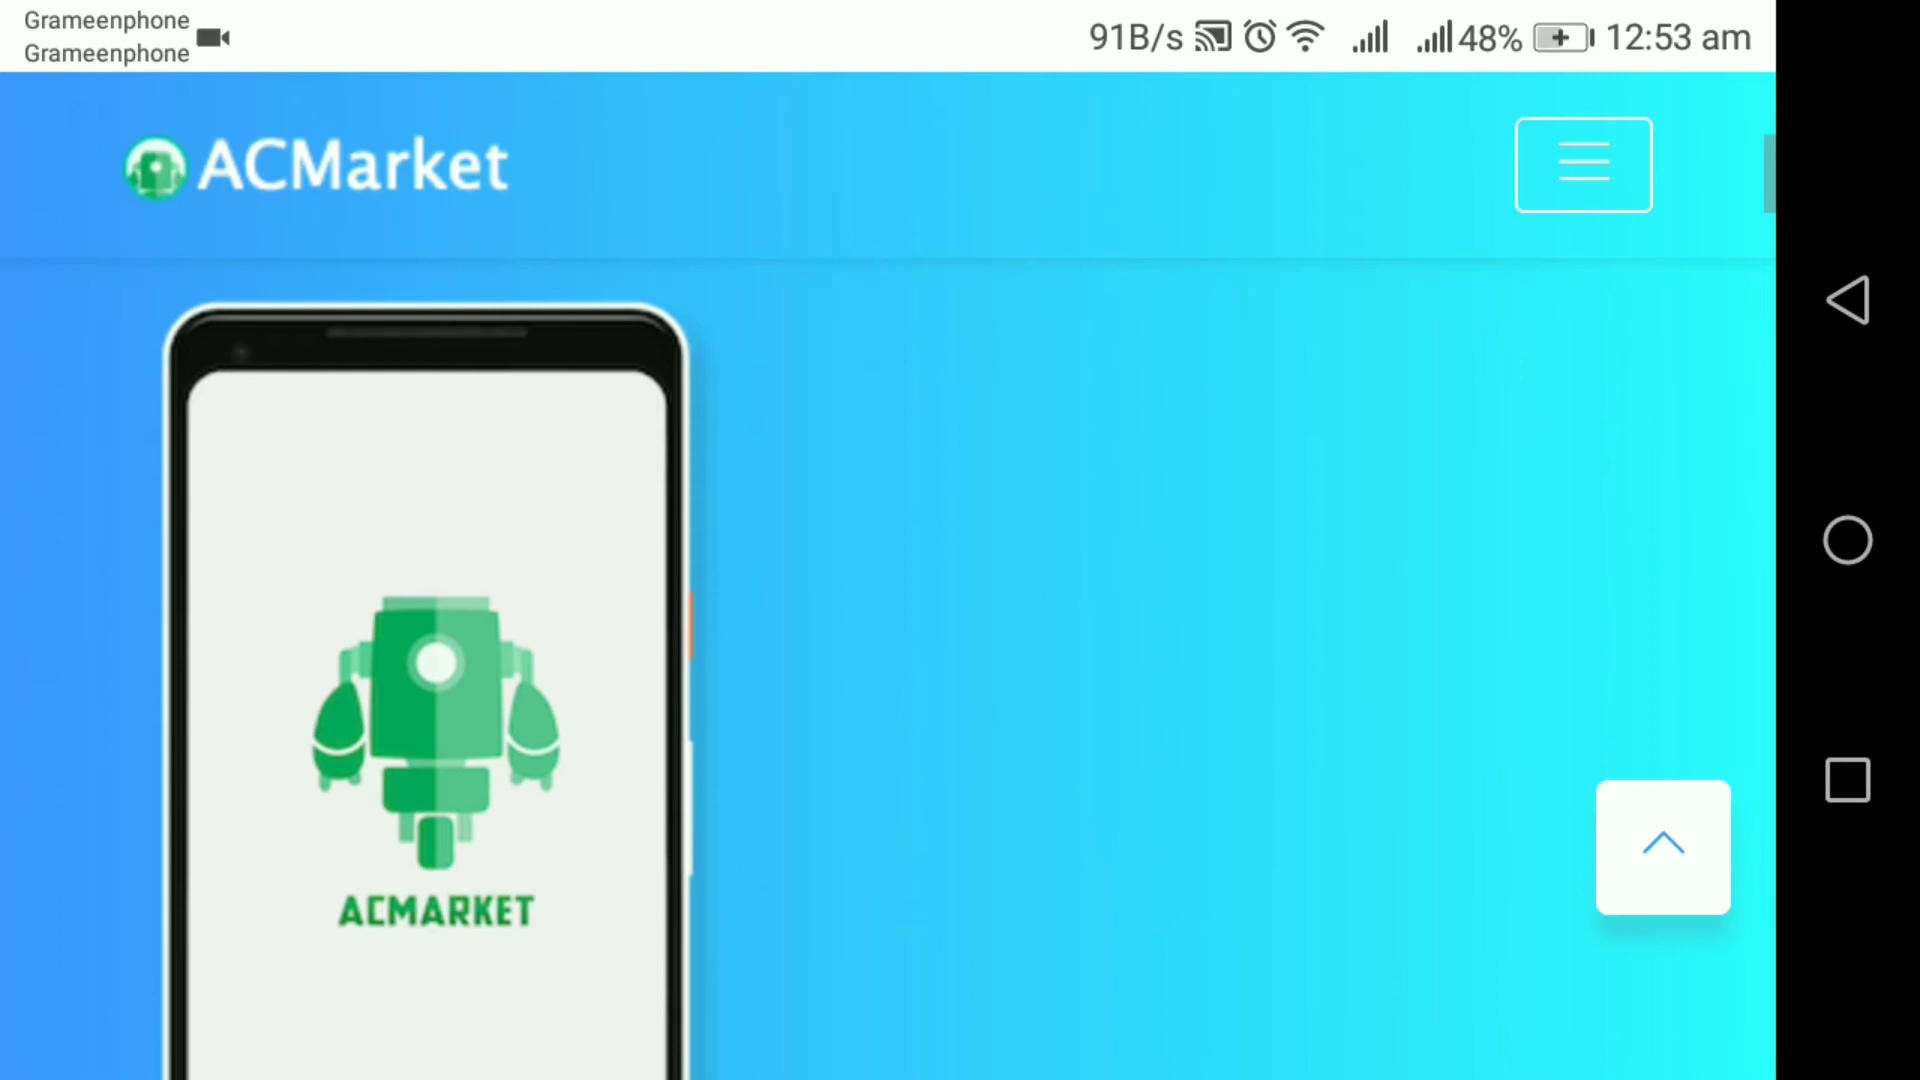 Grameenphone
Grameenphone
91B/s 48% 12:53 am
ACMarket
ACMARKET